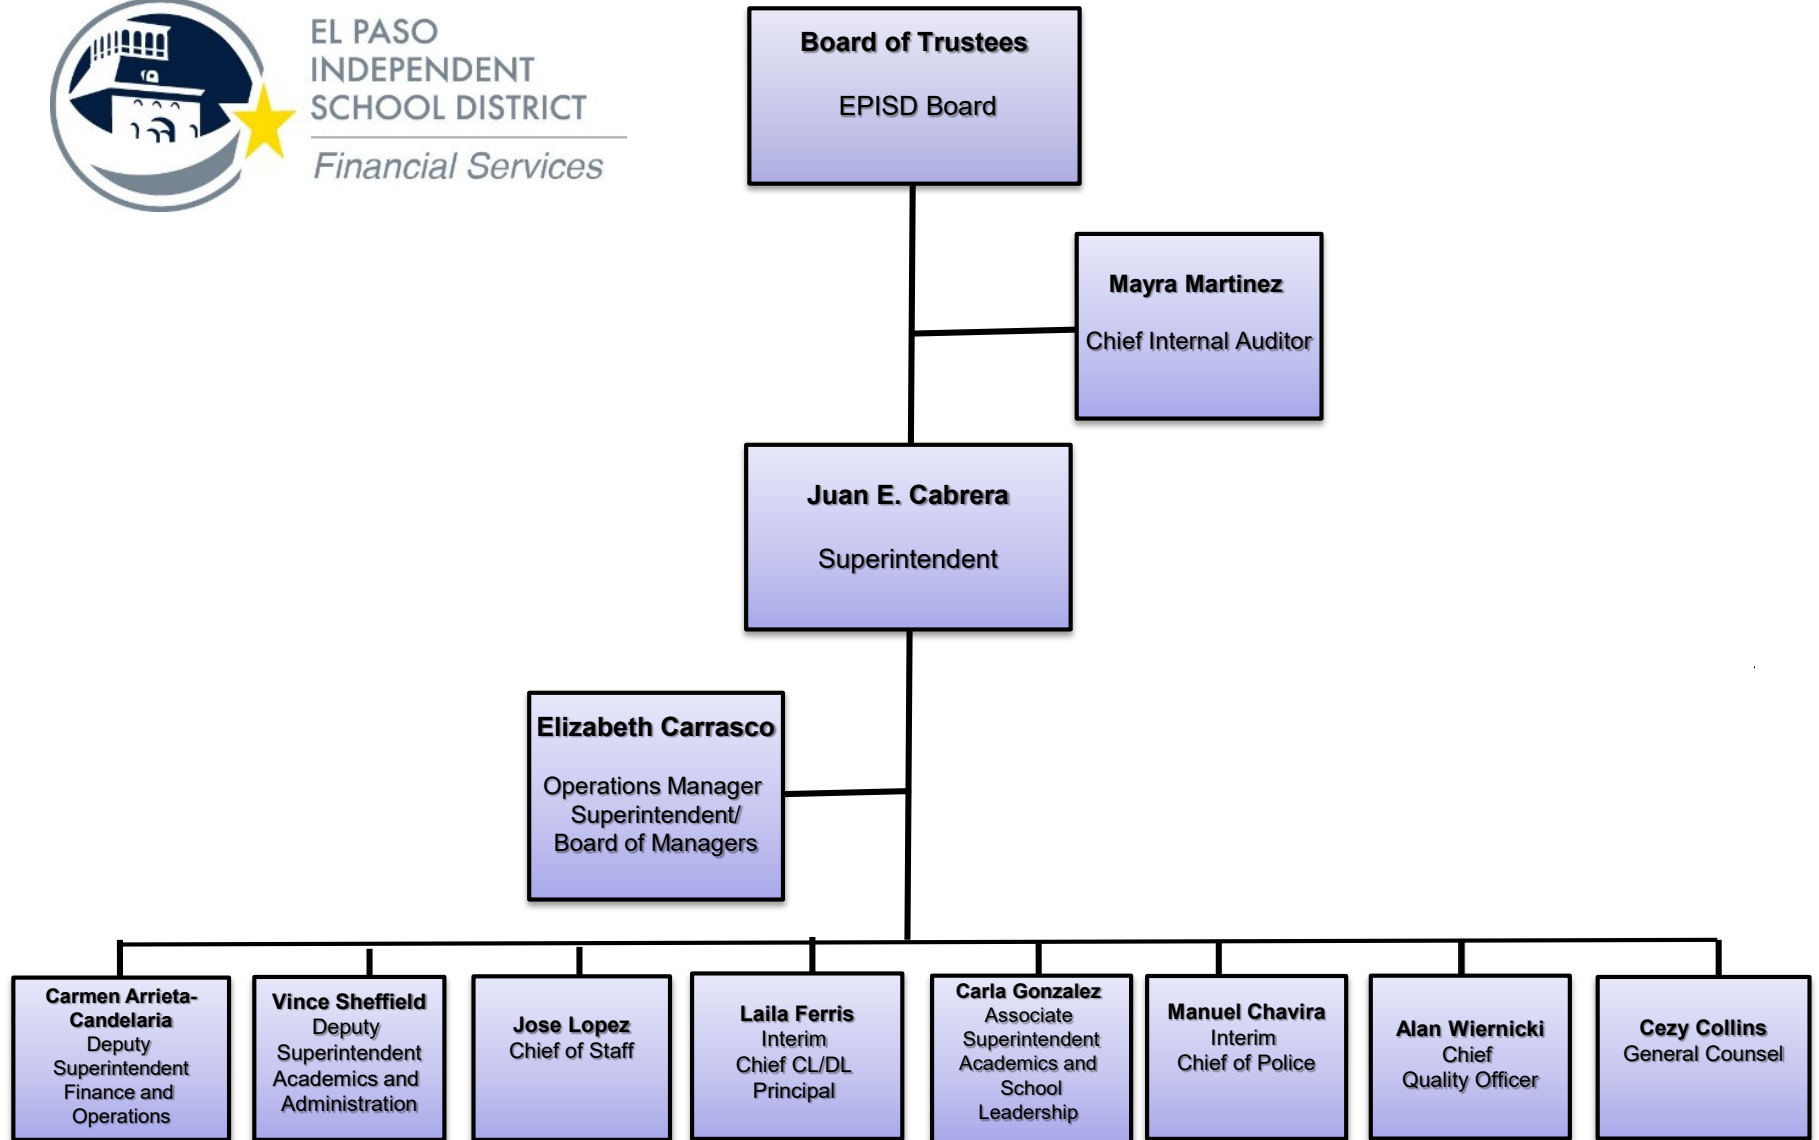 EL PASO
INDEPENDENT
SCHOOL DISTRICT
Financial Services
Board of Trustees
EPISD Board
Mayra Martinez
Chief Internal Auditor
Juan E. Cabrera
Superintendent
Elizabeth Carrasco
Operations Manager
Superintendent/
Board of Managers
Carmen Arrieta-
Candelaria
Deputy
Superintendent
Finance and
Operations
Vince Sheffield
Deputy
Superintendent
Academics and
Administration
Jose Lopez
Chief of Staff
Laila Ferris
Interim
Chief CL/DL
Principal
Carla Gonzalez
Associate
Superintendent
Academics and
School
Leadership
Manuel Chavira
Interim
Chief of Police
Alan Wiernicki
Chief
Quality Officer
Cezy Collins
General Counsel